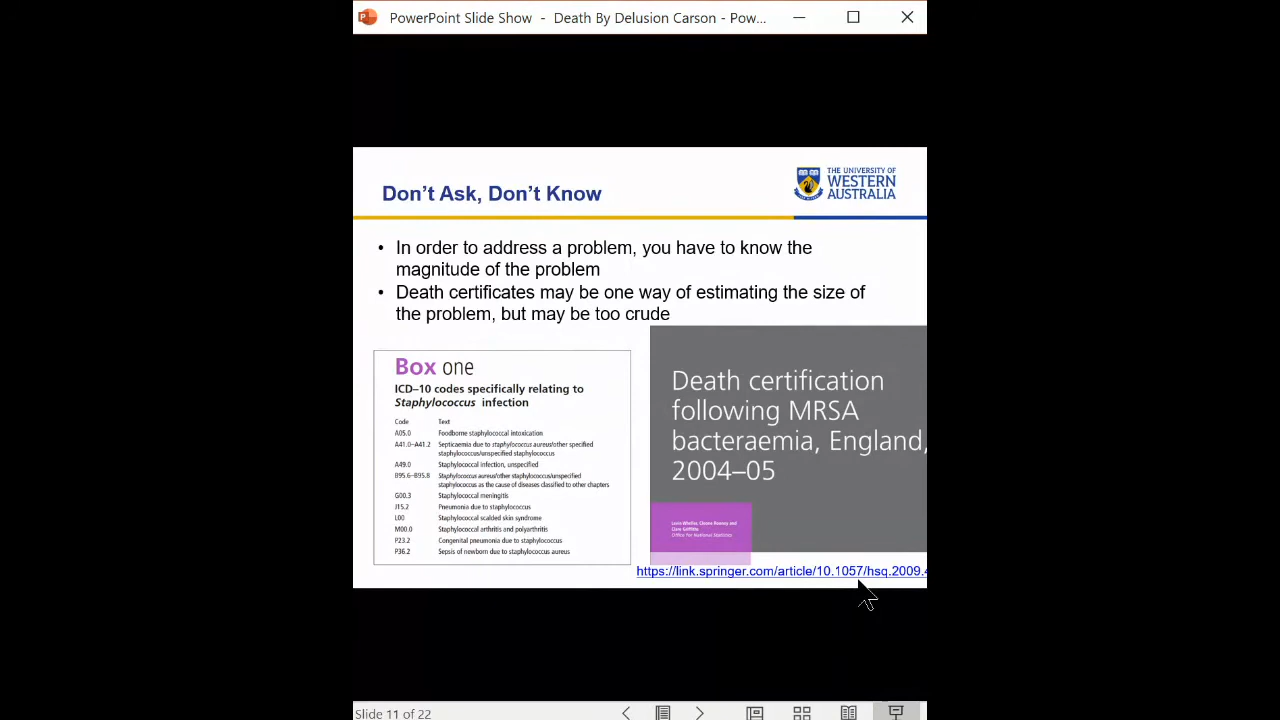 PowerPoint Slide Show - Death By Delusion Carson - Pow...
Don't Ask, Don't Know
THE UNIVERSITY OF
WESTERN
AUSTRALIA
• In order to address a problem, you have to know the
magnitude of the problem
• Death certificates may be one way of estimating the size of
the problem, but may be too crude
Box one
ICD–10 codes specifically relating to
Staphylococcus infection
Code Text
A05.0 Foodborne staphylococcal intoxication
A41.0–A41.2 Septicaemia due to staphylococcus aureus/other specified
staphylococcus/unspecified staphylococcus
A49.0 Staphylococcal infection, unspecified
B95.6–B95.8 Staphylococcus aureus/other staphylococcus/unspecified
staphylococcus as the cause of diseases classified to other chapters
G00.3 Staphylococcal meningitis
J15.2 Pneumonia due to staphylococcus
L00 Staphylococcal scalded skin syndrome
M00.0 Staphylococcal arthritis and polyarthritis
P23.2 Congenital pneumonia due to staphylococcus
P36.2 Sepsis of newborn due to staphylococcus aureus
Death certification
following MRSA
bacteraemia, England,
2004–05
Clare Griffiths
Office for National Statistics
https://link.springer.com/article/10.1057/hsq.2009.4
Slide 11 of 22